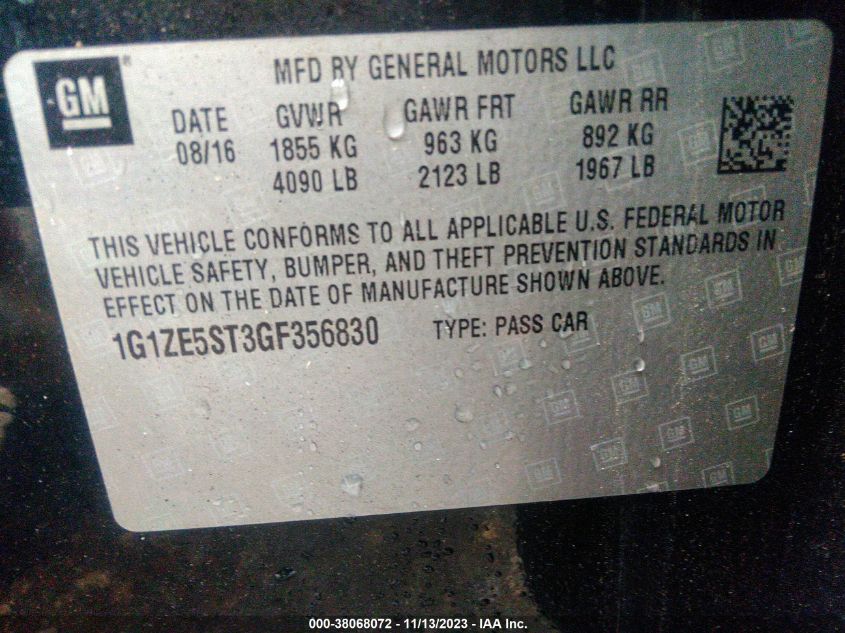 GM ®
MFD BY GENERAL MOTORS LLC
DATE GVWR GAWR FRT GAWR RR
08/16 1855 KG 963 KG 892 KG
4090 LB 2123 LB 1967 LB
THIS VEHICLE CONFORMS TO ALL APPLICABLE U.S. FEDERAL MOTOR
VEHICLE SAFETY, BUMPER, AND THEFT PREVENTION STANDARDS IN
EFFECT ON THE DATE OF MANUFACTURE SHOWN ABOVE.
1G1ZE5ST3GF356830 TYPE: PASS CAR
000-38068072 — 11/13/2023 - IAA Inc.